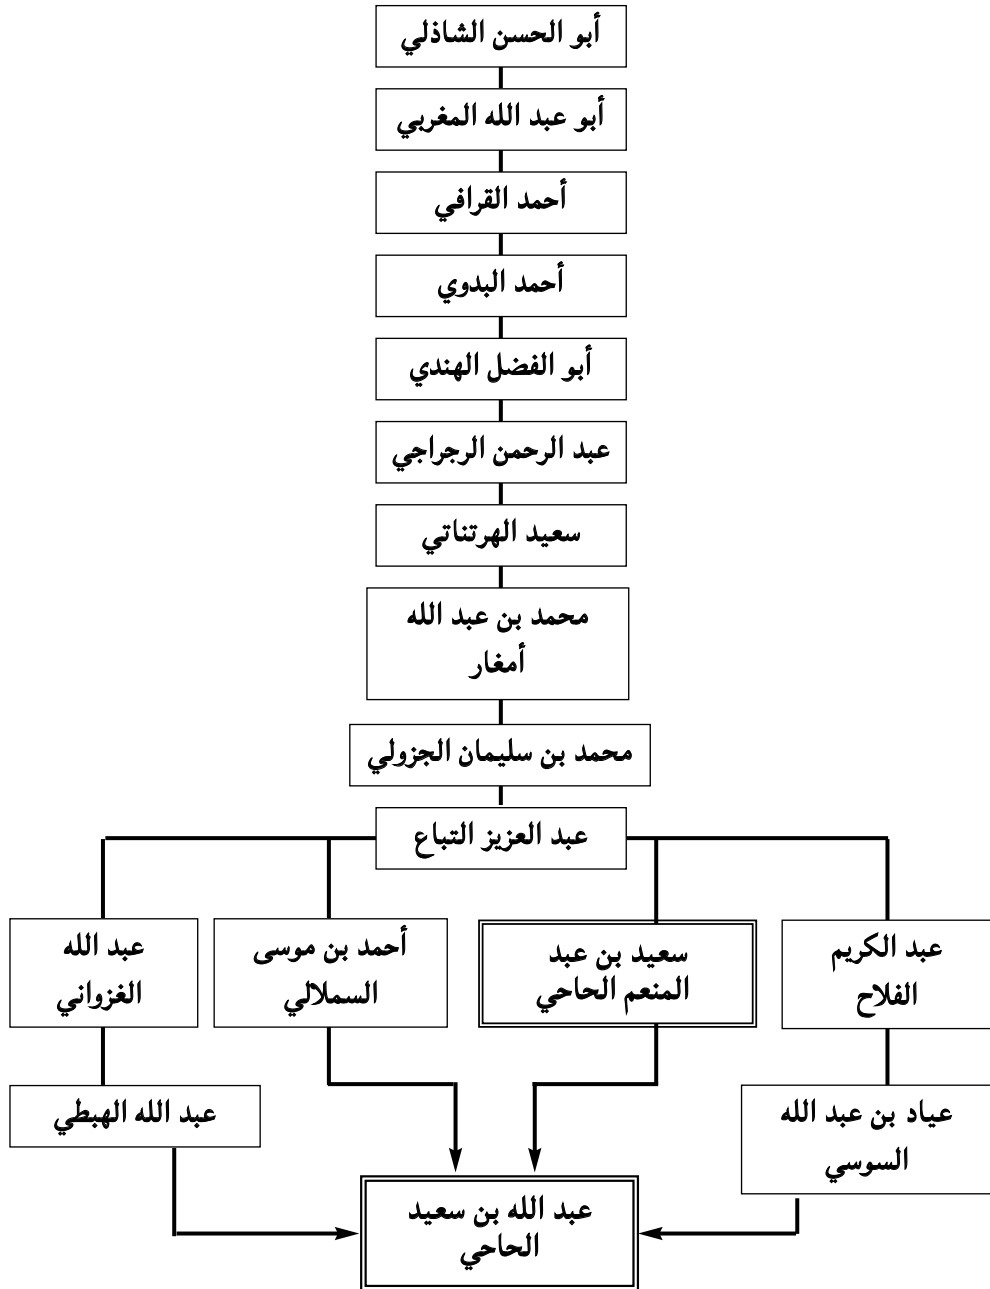 أبو الحسن الشاذلي
أبو عبد الله المغربي
أحمد القرافي
أحمد البدوي
أبو الفضل الهندي
عبد الرحمن الرجراجي
سعيد الهرتناتي
محمد بن عبد الله
أمغار
محمد بن سليمان الجزولي
عبد العزيز التباع
عبد الكريم
الفلاح
سعيد بن عبد
المنعم الحاحي
أحمد بن موسى
السملالي
عبد الله
الغزواني
عياد بن عبد الله
السوسي
عبد الله الهبطي
عبد الله بن سعيد
الحاحي